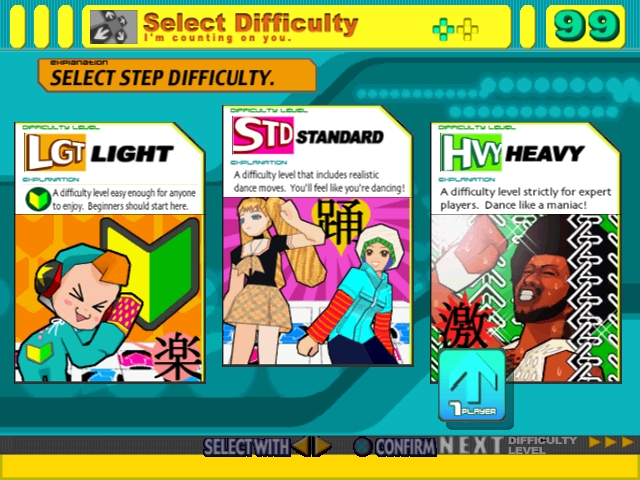 Select Difficulty
I'm counting on you.
99
EXPLANATION
SELECT STEP DIFFICULTY.
DIFFICULTY LEVEL
LGT LIGHT
EXPLANATION
A difficulty level easy enough for anyone
to enjoy. Beginners should start here.
楽
DIFFICULTY LEVEL
STD STANDARD
EXPLANATION
A difficulty level that includes realistic
dance moves. You'll feel like you're dancing!
踊
DIFFICULTY LEVEL
HVY HEAVY
EXPLANATION
A difficulty level strictly for expert
players. Dance like a maniac!
激
1PLAYER
SELECT WITH
CONFIRM
NEXT DIFFICULTY
LEVEL